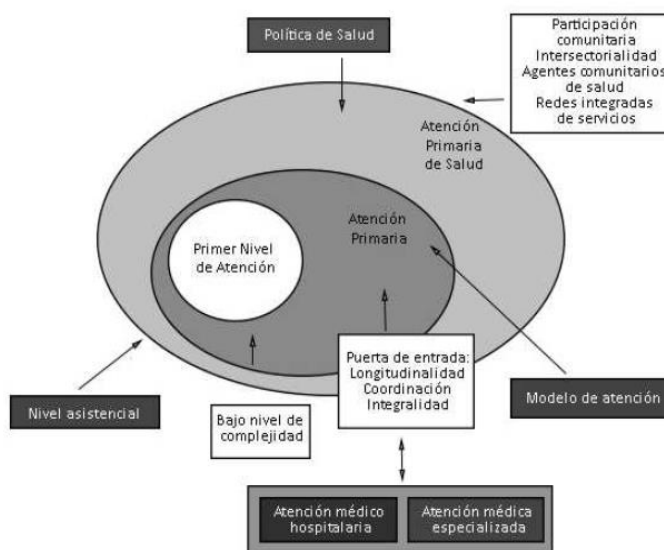 Política de Salud
Participación
comunitaria
Intersectorialidad
Agentes comunitarios
de salud
Redes integradas
de servicios
Atención
Primaria
de Salud
Atención
Primaria
Primer Nivel
de Atención
Puerta de entrada:
Longitudinalidad
Coordinación
Integralidad
Nivel asistencial
Bajo nivel de
complejidad
Modelo de atención
Atención médico
hospitalaria
Atención médica
especializada